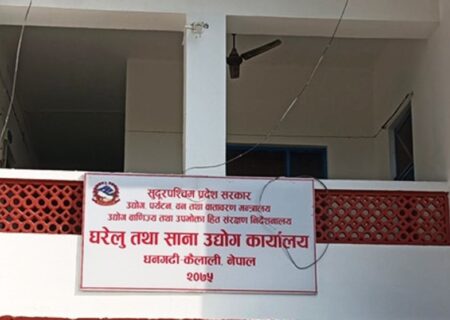 सुदूरपश्चिम प्रदेश सरकार
उद्योग, पर्यटन, वन तथा वातावरण मन्त्रालय
उद्योग वाणिज्य तथा उपभोक्ता हित संरक्षण निर्देशनालय
घरेलु तथा साना उद्योग कार्यालय
धनगढी-कैलाली, नेपाल
२०७५